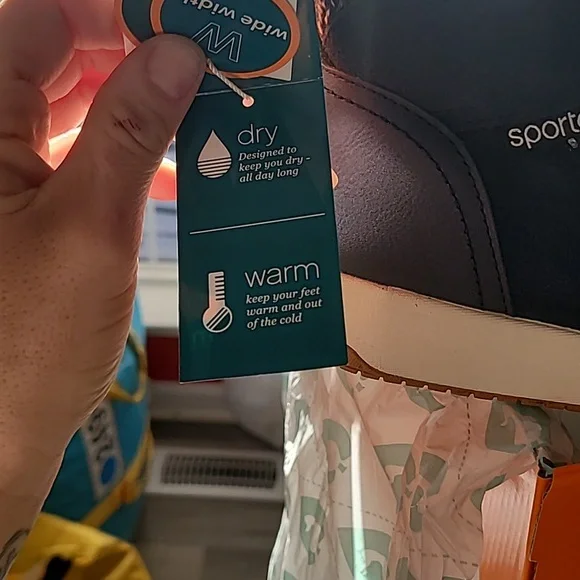 wide widt
W
dry
Designed to
keep you dry -
all day long
warm
keep your feet
warm and out
of the cold
sporto